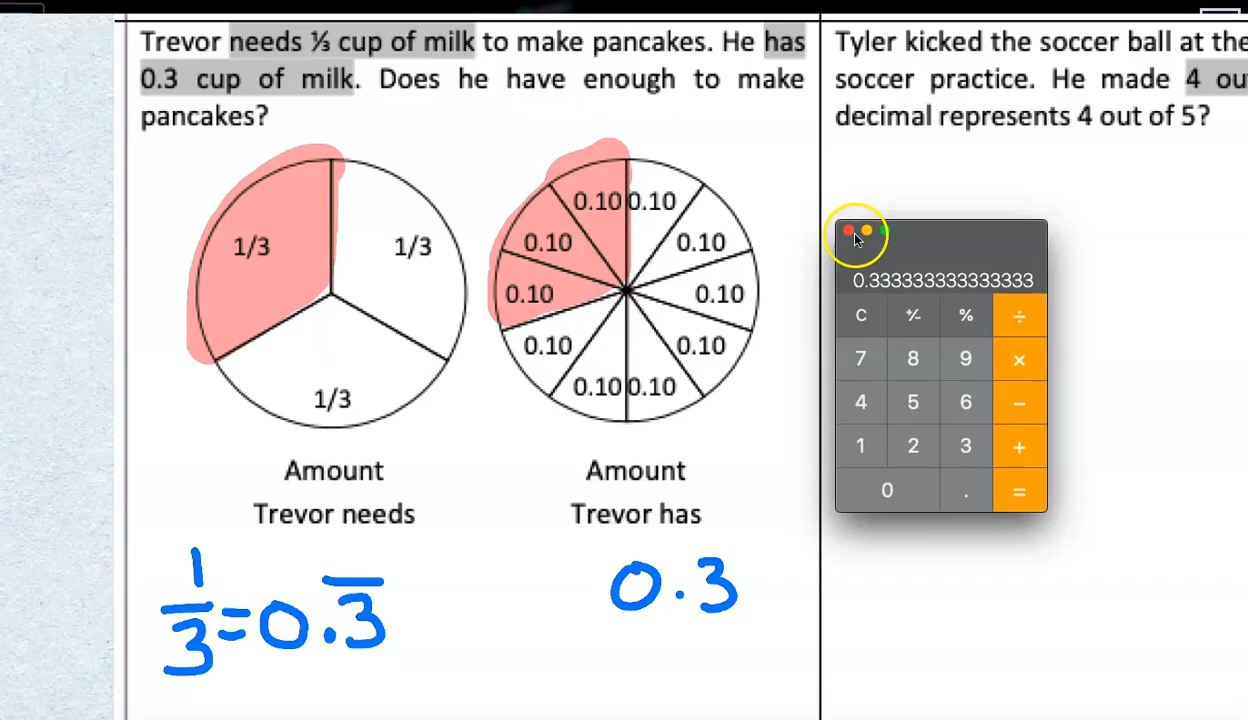 Trevor needs ⅓ cup of milk to make pancakes. He has
0.3 cup of milk. Does he have enough to make
pancakes?
1/3 1/3
1/3
0.10 0.10
0.10 0.10
0.10 0.10
0.10 0.10
0.10 0.10
Amount
Trevor needs
Amount
Trevor has
1/3 = 0.3̅
0.3
Tyler kicked the soccer ball at the
soccer practice. He made 4 ou
decimal represents 4 out of 5?
0.3333333333333333
C +⁄- % ÷
7 8 9 ×
4 5 6 −
1 2 3 +
0 . =